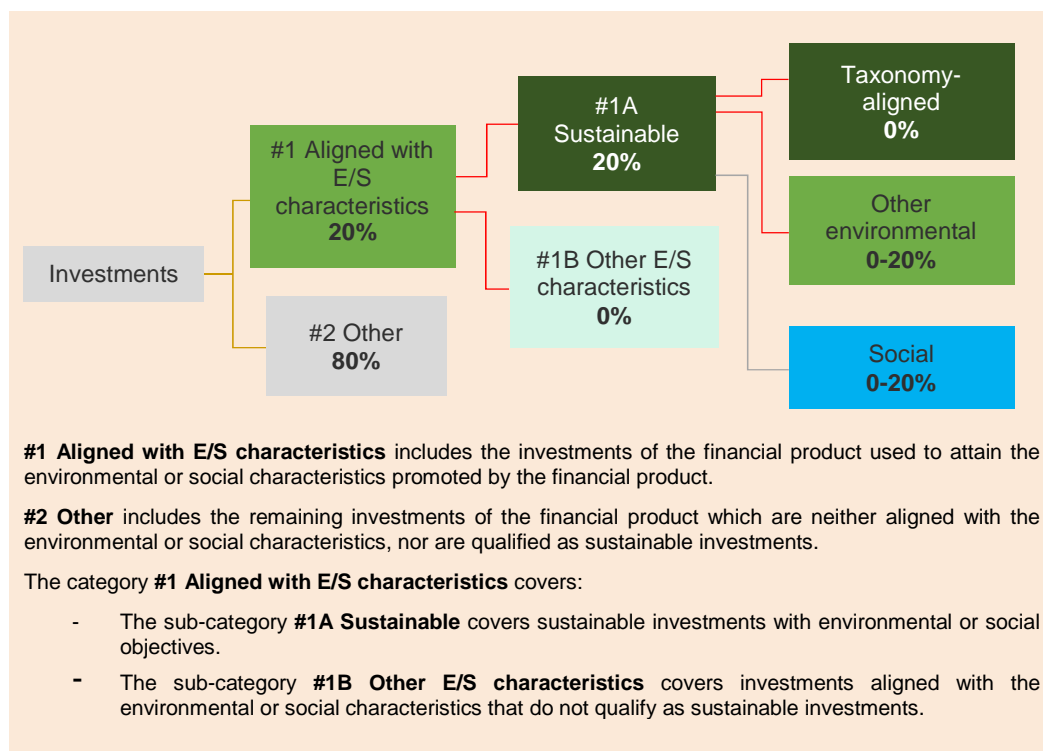 Investments
#1 Aligned with
E/S
characteristics
20%
#2 Other
80%
#1A
Sustainable
20%
#1B Other E/S
characteristics
0%
Taxonomy-
aligned
0%
Other
environmental
0-20%
Social
0-20%
#1 Aligned with E/S characteristics includes the investments of the financial product used to attain the
environmental or social characteristics promoted by the financial product.
#2 Other includes the remaining investments of the financial product which are neither aligned with the
environmental or social characteristics, nor are qualified as sustainable investments.
The category #1 Aligned with E/S characteristics covers:
- The sub-category #1A Sustainable covers sustainable investments with environmental or social
objectives.
- The sub-category #1B Other E/S characteristics covers investments aligned with the
environmental or social characteristics that do not qualify as sustainable investments.